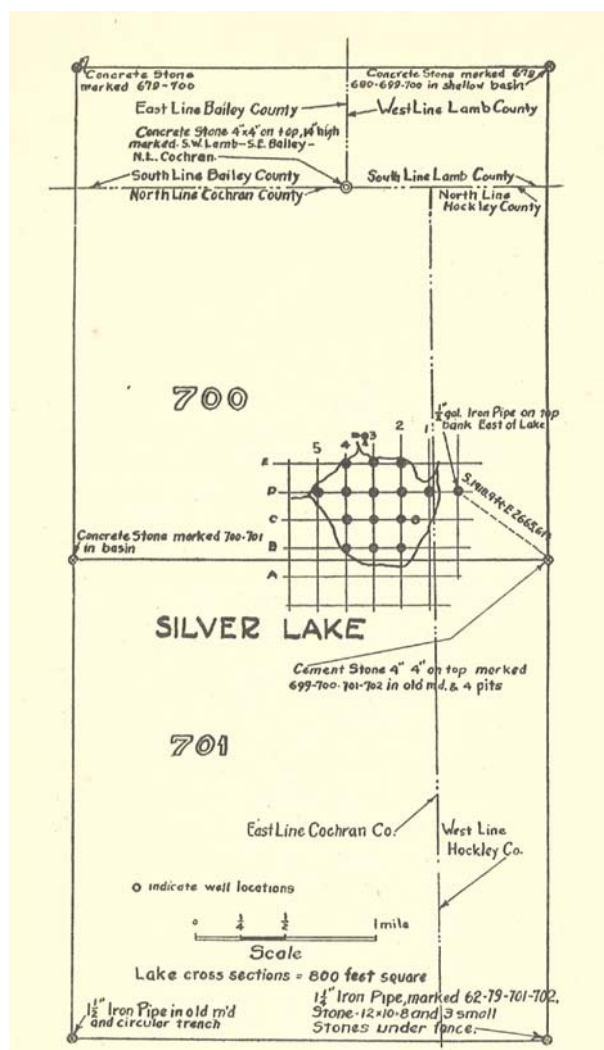 Concrete Stone
marked 679-700
Concrete Stone marked 679
680-699-700 in shallow basin
East Line Bailey County
West Line Lamb County
Concrete Stone 4"x4" on top, 14" high
marked S.W. Lamb-S.E. Bailey-
N.E. Cochran
South Line Bailey County
South Line Lamb County
North Line Cochran County
North Line
Hockley County
700
gal. Iron Pipe on top
bank East of Lake
5 4 3 2 1
E
D
C
B
A
Concrete Stone marked 700-701
in basin
SILVER LAKE
Cement Stone 4" 4" on top marked
699-700-701-702 in old md. & 4 pits
701
East Line Cochran Co.
West Line
Hockley Co.
o indicate well locations
0 1/4 1/2 1 mile
Scale
Lake cross sections = 800 feet square
1 1/2" Iron Pipe in old m'd
and circular trench
1 1/4" Iron Pipe, marked 62-79-701-702,
Stone-12x10-8 and 3 small
Stones under fence.